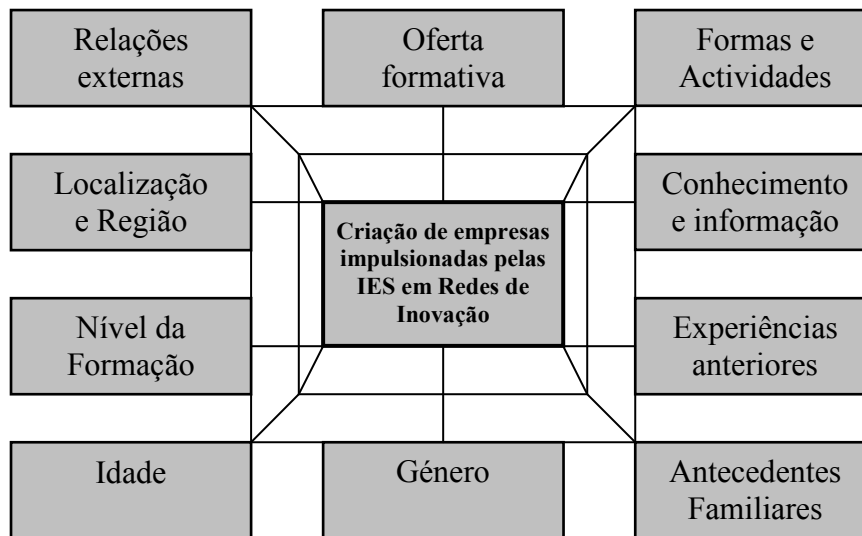 Relações
externas
Oferta
formativa
Formas e
Actividades
Localização
e Região
Conhecimento
e informação
Criação de empresas
impulsionadas pelas
IES em Redes de
Inovação
Nível da
Formação
Experiências
anteriores
Idade
Género
Antecedentes
Familiares